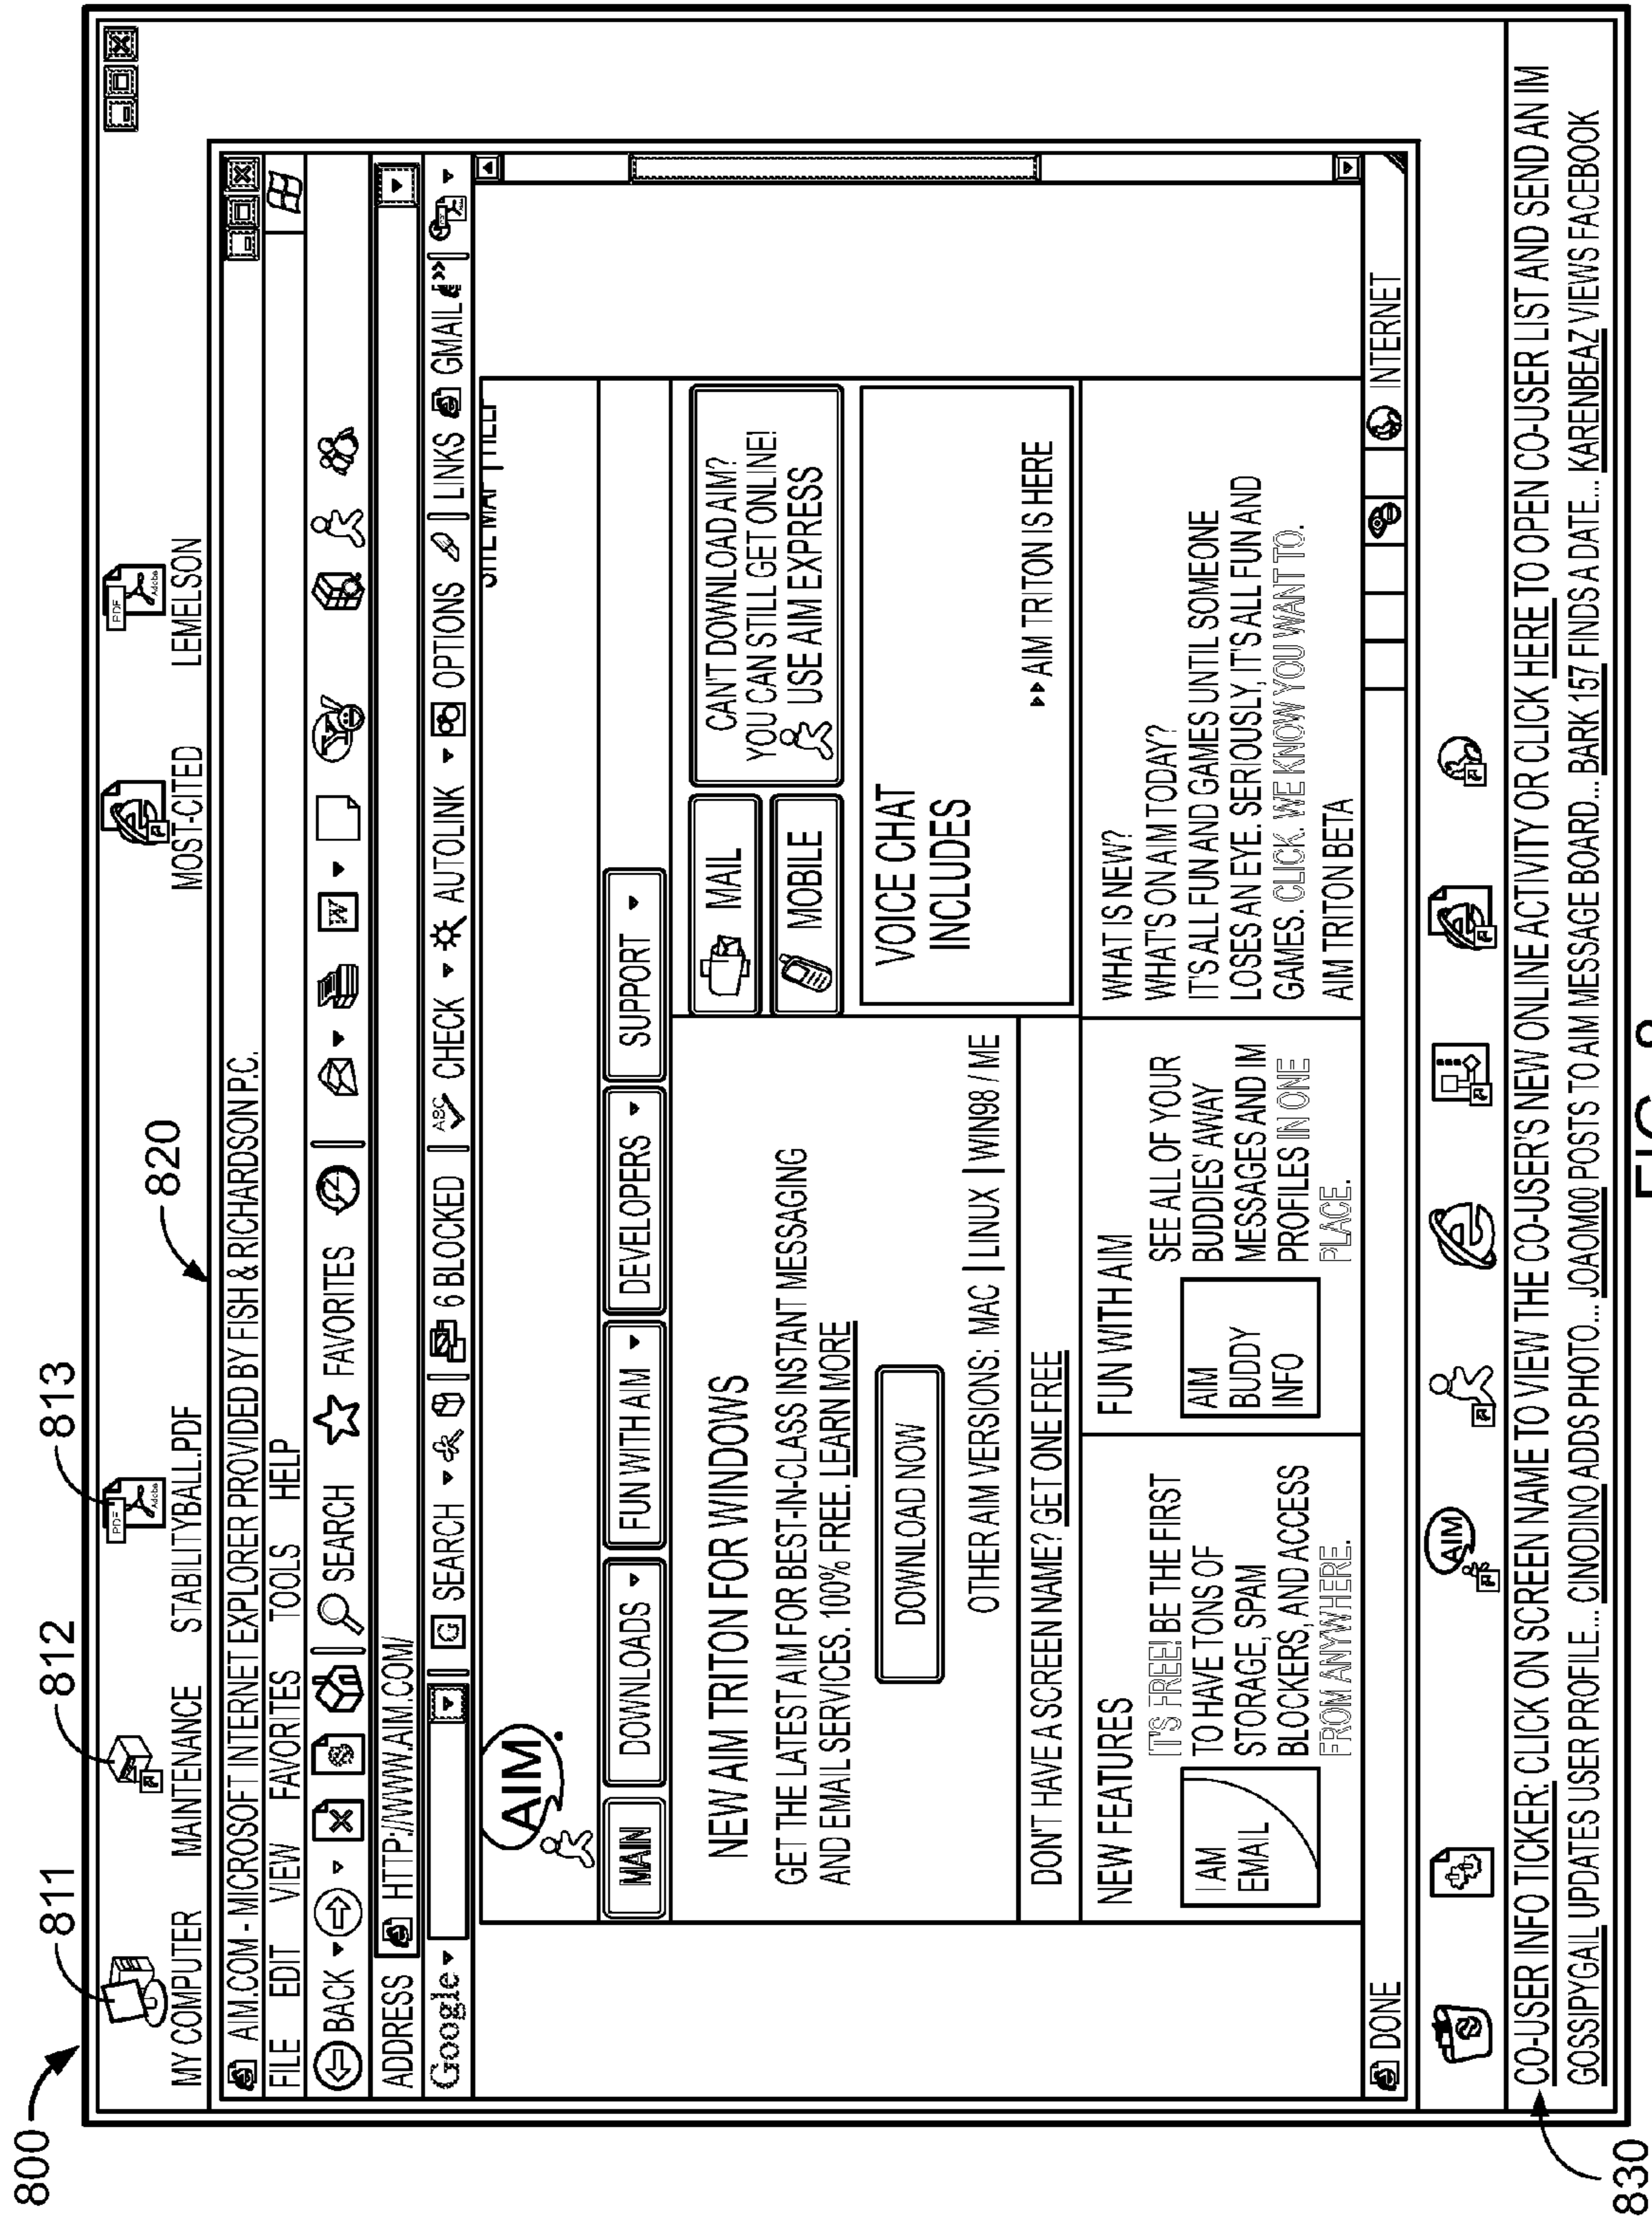 800
811
812
813
820
830
MY COMPUTER MAINTENANCE STABILITYBALL.PDF MOST-CITED LEMELSON
PDF
Adobe
PDF
Adobe
AIM.COM - MICROSOFT INTERNET EXPLORER PROVIDED BY FISH & RICHARDSON P.C.
FILE EDIT VIEW FAVORITES TOOLS HELP
BACK SEARCH FAVORITES W
ADDRESS HTTP://WWW.AIM.COM/
Google G SEARCH 6 BLOCKED ABC CHECK AUTOLINK OPTIONS LINKS GMAIL
AIM
SITE MAP | HELP
MAIN DOWNLOADS FUN WITH AIM DEVELOPERS SUPPORT
NEW AIM TRITON FOR WINDOWS
GET THE LATEST AIM FOR BEST-IN-CLASS INSTANT MESSAGING
AND EMAIL SERVICES. 100% FREE. LEARN MORE
DOWNLOAD NOW
OTHER AIM VERSIONS: MAC | LINUX | WIN98 / ME
DON'T HAVE A SCREEN NAME? GET ONE FREE
MAIL
MOBILE
CAN'T DOWNLOAD AIM?
YOU CAN STILL GET ONLINE!
USE AIM EXPRESS
VOICE CHAT
INCLUDES
AIM TRITON IS HERE
NEW FEATURES
I AM
EMAIL
IT'S FREE! BE THE FIRST
TO HAVE TONS OF
STORAGE, SPAM
BLOCKERS, AND ACCESS
FROM ANYWHERE.
FUN WITH AIM
AIM
BUDDY
INFO
SEE ALL OF YOUR
BUDDIES' AWAY
MESSAGES AND IM
PROFILES IN ONE
PLACE.
WHAT IS NEW?
WHAT'S ON AIM TODAY?
IT'S ALL FUN AND GAMES UNTIL SOMEONE
LOSES AN EYE. SERIOUSLY, IT'S ALL FUN AND
GAMES. CLICK. WE KNOW YOU WANT TO.
AIM TRITON BETA
DONE INTERNET
AIM
CO-USER INFO TICKER: CLICK ON SCREEN NAME TO VIEW THE CO-USER'S NEW ONLINE ACTIVITY OR CLICK HERE TO OPEN CO-USER LIST AND SEND AN IM
GOSSIPYGAIL UPDATES USER PROFILE... CINODINO ADDS PHOTO... JOAOM00 POSTS TO AIM MESSAGE BOARD... BARK 157 FINDS A DATE... KARENBEAZ VIEWS FACEBOOK
FIG. 8